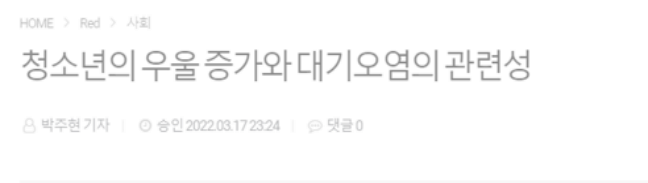 HOME > Red > 사회
청소년의 우울 증가와 대기오염의 관련성
박주현 기자 | 승인 2022.03.17 23:24 | 댓글 0